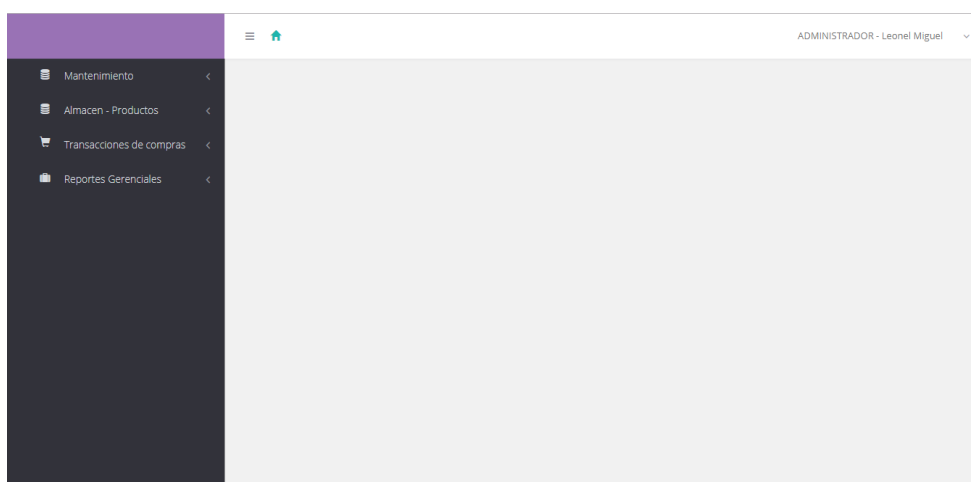 ADMINISTRADOR - Leonel Miguel
Mantenimiento
Almacen - Productos
Transacciones de compras
Reportes Gerenciales